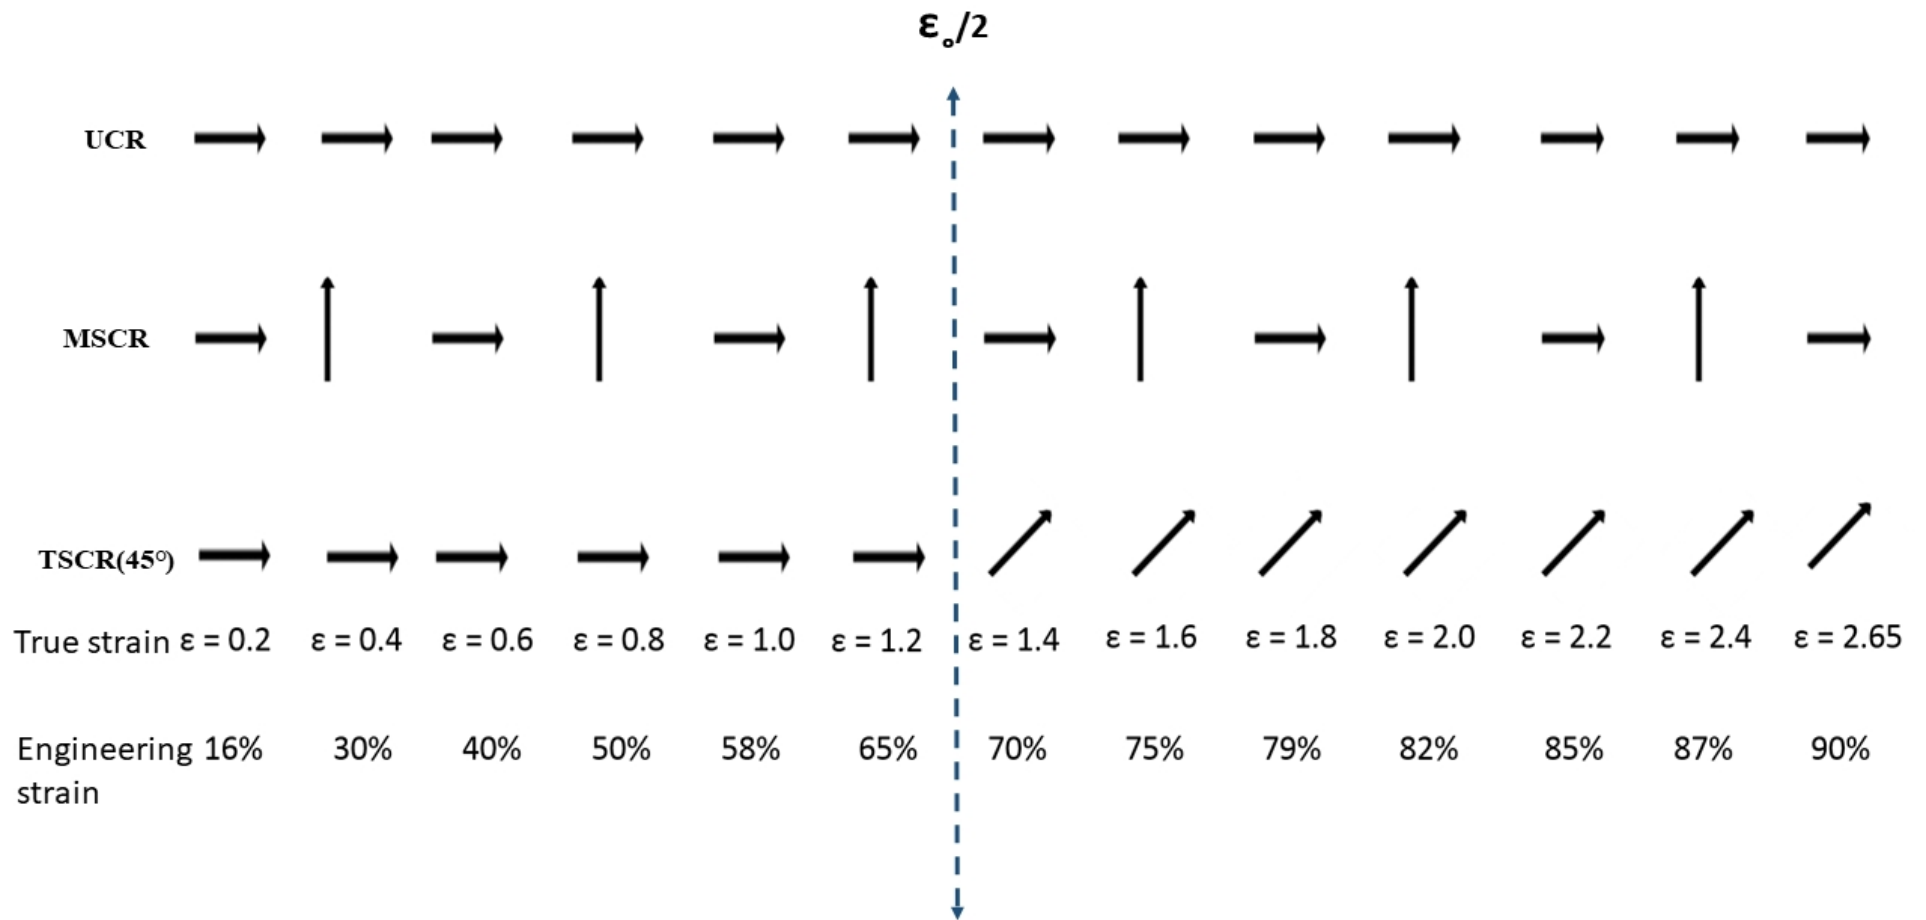 ε˳/2
UCR
MSCR
TSCR(45°)
True strain ε = 0.2 ε = 0.4 ε = 0.6 ε = 0.8 ε = 1.0 ε = 1.2 ε = 1.4 ε = 1.6 ε = 1.8 ε = 2.0 ε = 2.2 ε = 2.4 ε = 2.65
Engineering 16% 30% 40% 50% 58% 65% 70% 75% 79% 82% 85% 87% 90%
strain